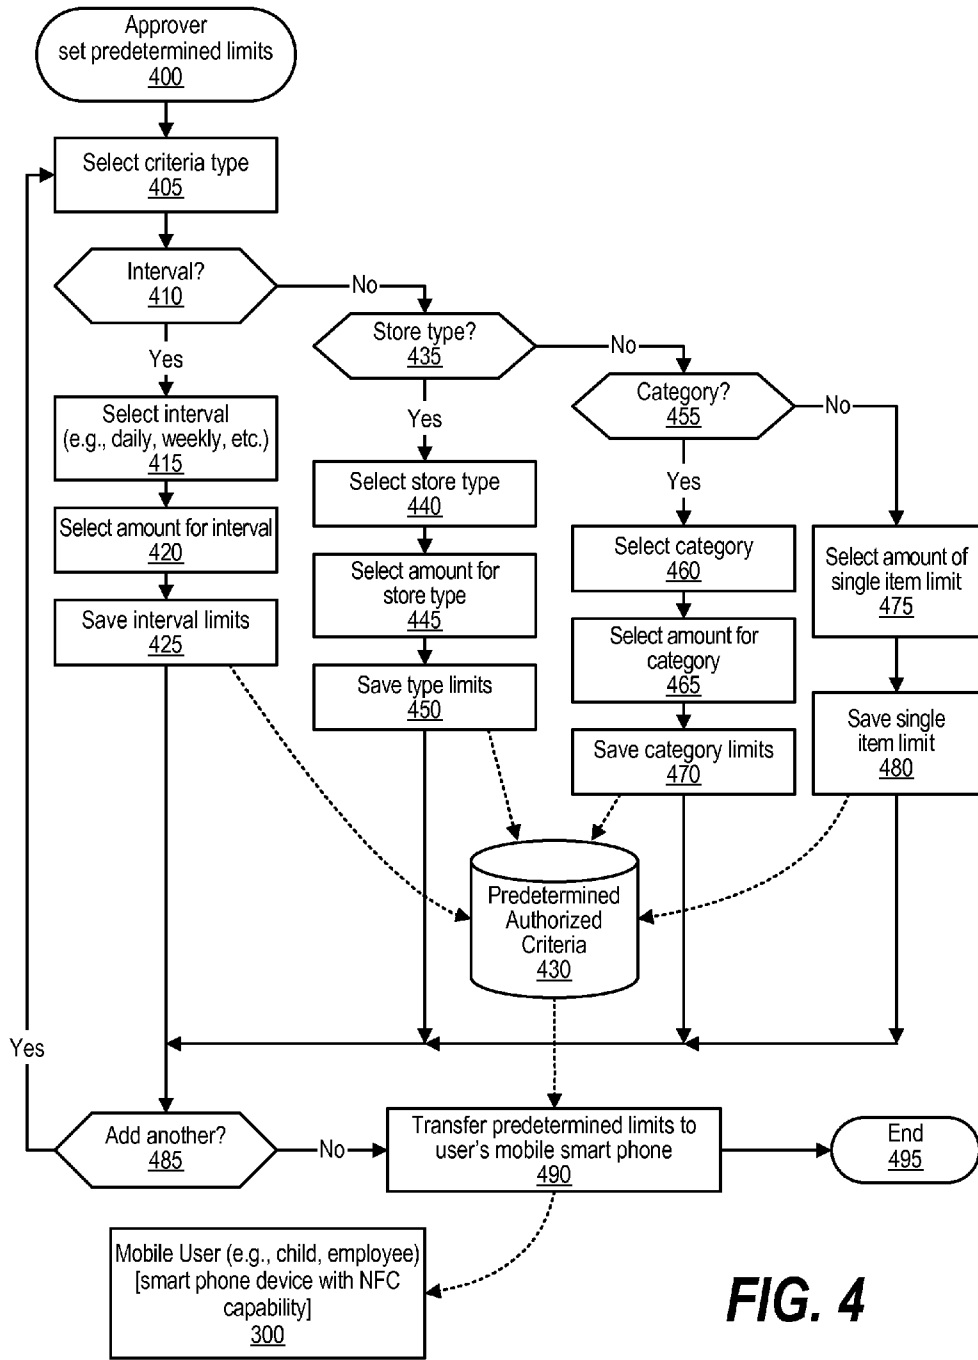 Approver
set predetermined limits
400
Select criteria type
405
Interval?
410
No
Store type?
435
No
Category?
455
No
Yes
Select interval
(e.g., daily, weekly, etc.)
415
Select amount for interval
420
Save interval limits
425
Yes
Select store type
440
Select amount for
store type
445
Save type limits
450
Yes
Select category
460
Select amount for
category
465
Save category limits
470
Select amount of
single item limit
475
Save single
item limit
480
Predetermined
Authorized
Criteria
430
Yes
Add another?
485
No
Transfer predetermined limits to
user's mobile smart phone
490
End
495
Mobile User (e.g., child, employee)
[smart phone device with NFC
capability]
300
FIG. 4